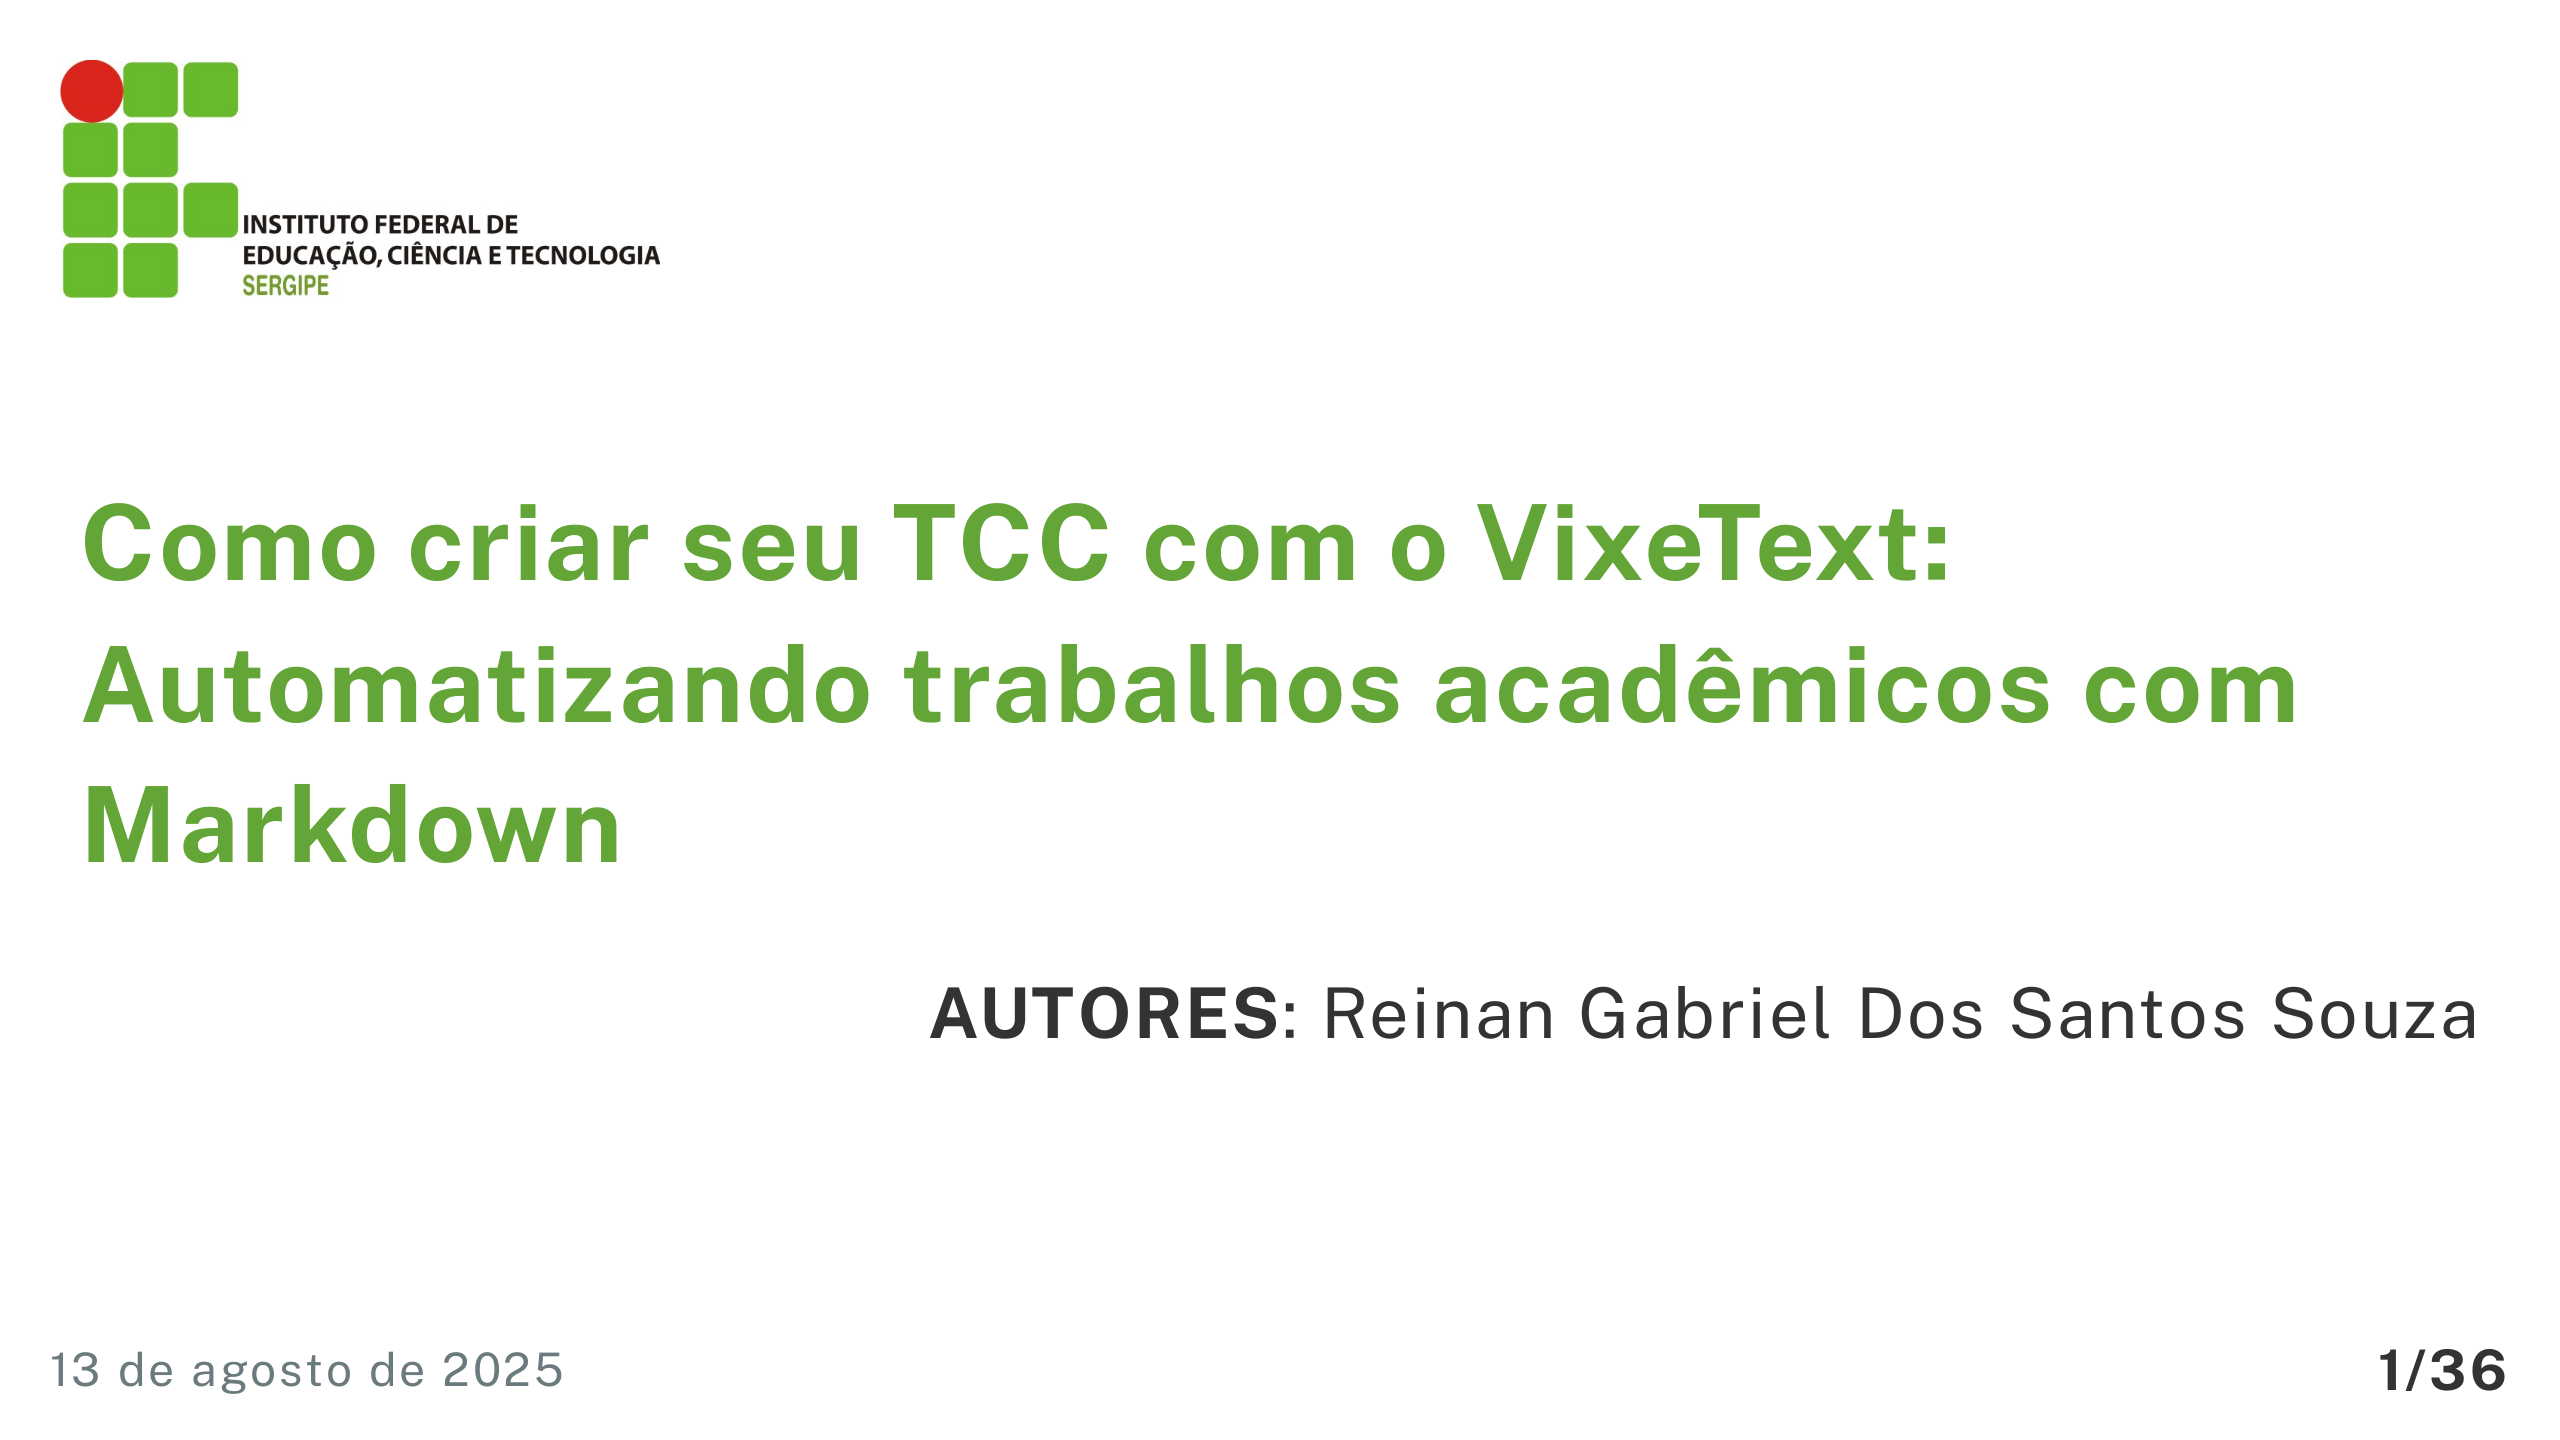 INSTITUTO FEDERAL DE
EDUCAÇÃO, CIÊNCIA E TECNOLOGIA
SERGIPE
Como criar seu TCC com o VixeText:
Automatizando trabalhos acadêmicos com
Markdown
AUTORES: Reinan Gabriel Dos Santos Souza
13 de agosto de 2025
1/36